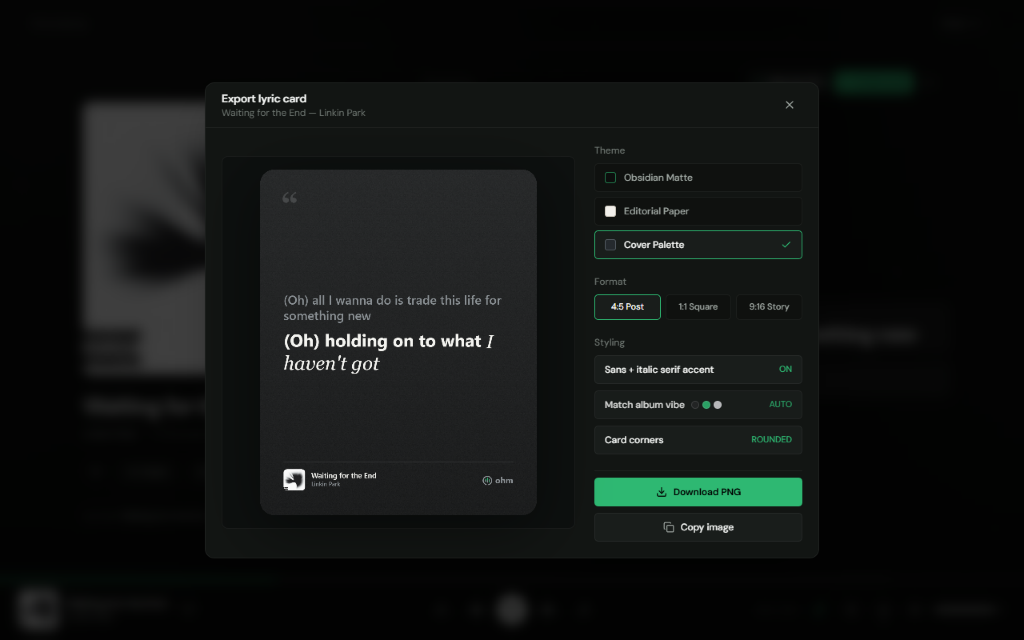 Export lyric card
Waiting for the End — Linkin Park
“
(Oh) all I wanna do is trade this life for
something new
(Oh) holding on to what I
haven't got
Waiting for the End
Linkin Park
ohm
Theme
Obsidian Matte
Editorial Paper
Cover Palette
Format
4:5 Post
1:1 Square
9:16 Story
Styling
Sans + italic serif accent
ON
Match album vibe
AUTO
Card corners
ROUNDED
Download PNG
Copy image